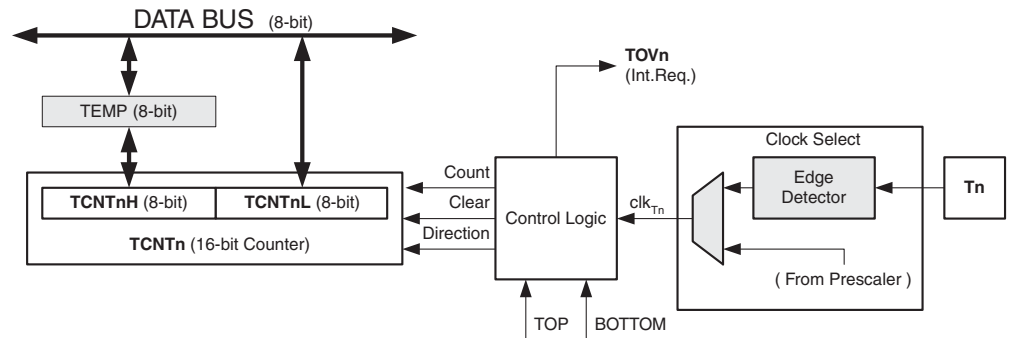 DATA BUS (8-bit)
TOVn
(Int.Req.)
TEMP (8-bit)
Clock Select
Count
Edge
Detector
Tn
TCNTnH (8-bit) TCNTnL (8-bit)
Clear
Control Logic
clkTn
TCNTn (16-bit Counter)
Direction
( From Prescaler )
TOP
BOTTOM